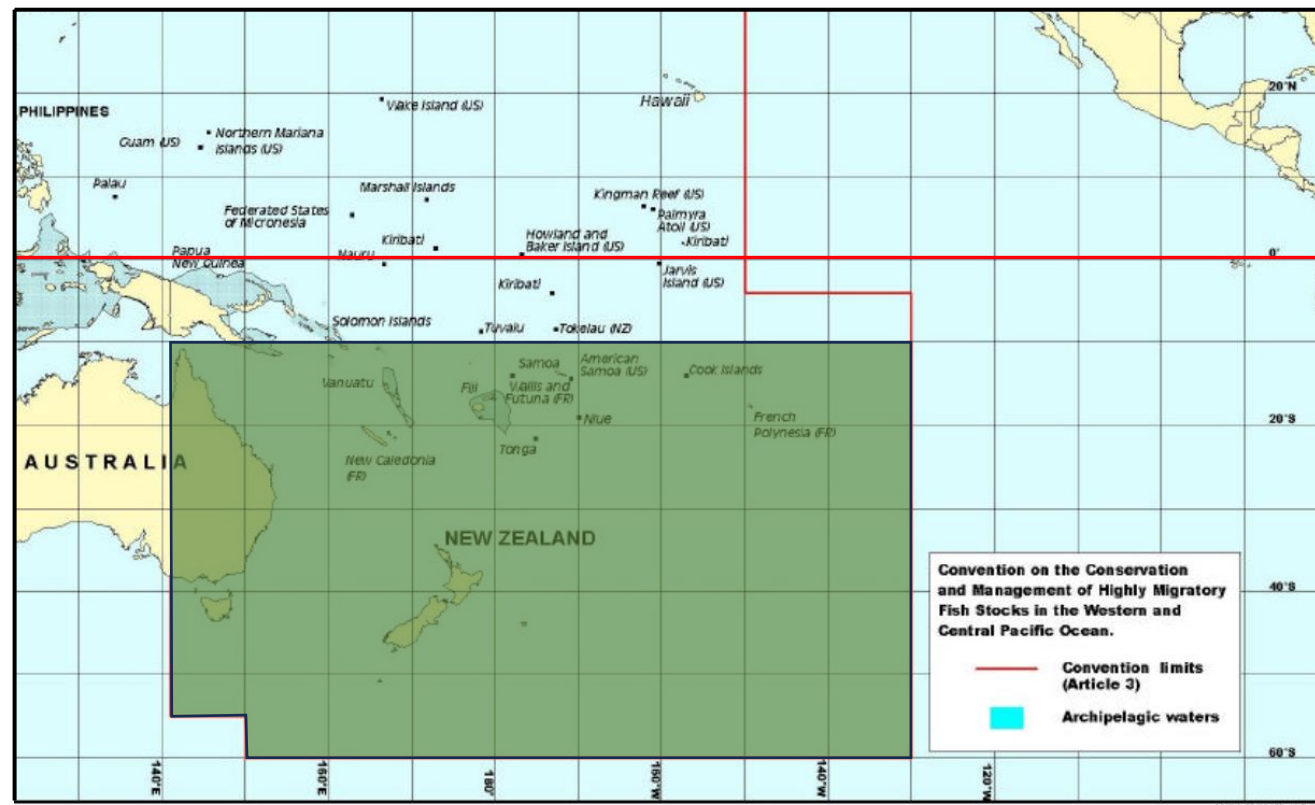 PHILIPPINES
Wake Island (US)
Hawaii
20°N
Guam (US)
Northern Mariana
Islands (US)
Palau
Marshall Islands
Kingman Reef (US)
Federated States
of Micronesia
Palmyra
Atoll (US)
Kiribati
Howland and
Baker Island (US)
Kiribati
Papua
New Guinea
Nauru
0°
Jarvis
Island (US)
Kiribati
Solomon Islands
Tuvalu
Tokelau (NZ)
Samoa
American
Samoa (US)
Cook Islands
Vanuatu
Fiji
Wallis and
Futuna (FR)
Niue
French
Polynesia (FR)
20°S
Tonga
AUSTRALIA
New Caledonia
(FR)
NEW ZEALAND
Convention on the Conservation
and Management of Highly Migratory
Fish Stocks in the Western and
Central Pacific Ocean.
40°S
Convention limits
(Article 3)
Archipelagic waters
60°S
140°E
160°E
180°
160°W
140°W
120°W